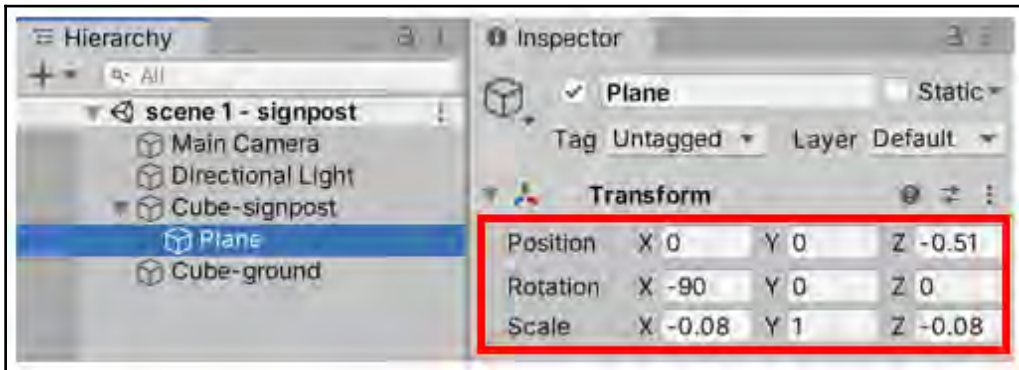 Hierarchy
All
scene 1 - signpost
Main Camera
Directional Light
Cube-signpost
Plane
Cube-ground
Inspector
Plane Static
Tag Untagged Layer Default
Transform
Position X 0 Y 0 Z -0.51
Rotation X -90 Y 0 Z 0
Scale X -0.08 Y 1 Z -0.08